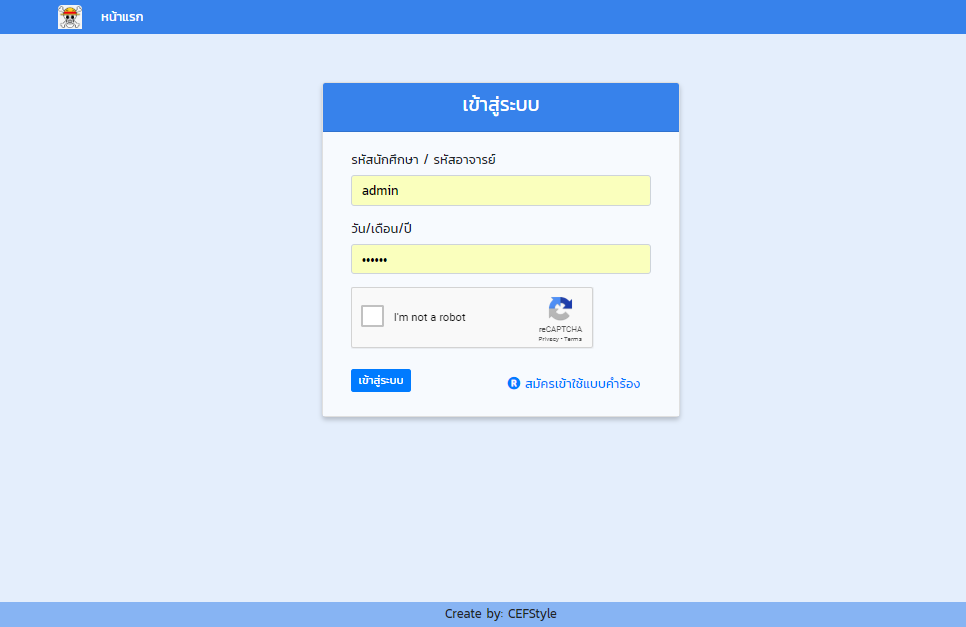 หน้าแรก
เข้าสู่ระบบ
รหัสนักศึกษา / รหัสอาจารย์
admin
วัน/เดือน/ปี
••••••
I'm not a robot
reCAPTCHA
Privacy - Terms
เข้าสู่ระบบ
R สมัครเข้าใช้แบบคำร้อง
Create by: CEFStyle